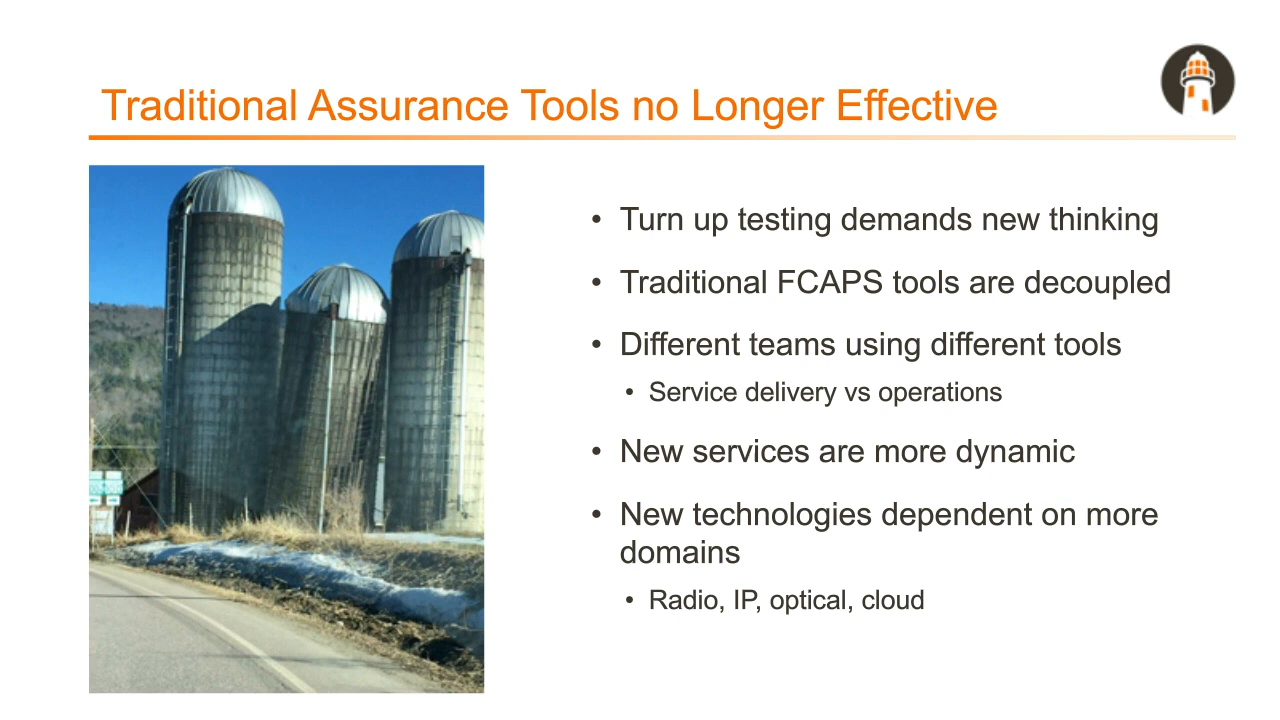 Traditional Assurance Tools no Longer Effective
• Turn up testing demands new thinking
• Traditional FCAPS tools are decoupled
• Different teams using different tools
• Service delivery vs operations
• New services are more dynamic
• New technologies dependent on more
domains
• Radio, IP, optical, cloud